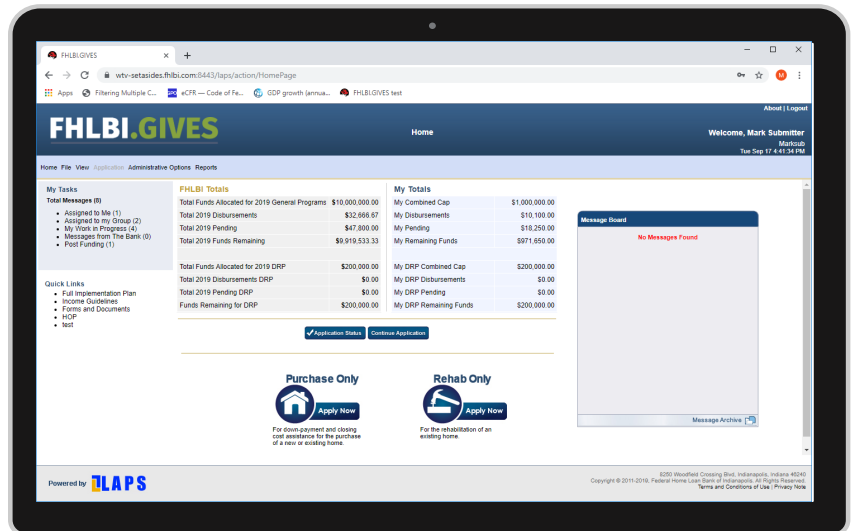 FHLBI.GIVES
wtv-setasides.fhlbi.com:8443/laps/action/HomePage
M
Apps Filtering Multiple C... eCFR — Code of Fe... GDP growth (annua... FHLBI.GIVES test
About | Logout
FHLBI.GIVES
Home
Welcome, Mark Submitter
Marksub
Tue Sep 17 4:41:34 PM
Home File View Application Administrative Options Reports
My Tasks
Total Messages (8)
Assigned to Me (1)
Assigned to my Group (2)
My Work in Progress (4)
Messages from The Bank (0)
Post Funding (1)
Quick Links
Full Implementation Plan
Income Guidelines
Forms and Documents
HOP
test
FHLBI Totals
Total Funds Allocated for 2019 General Programs $10,000,000.00
Total 2019 Disbursements $32,666.67
Total 2019 Pending $47,800.00
Total 2019 Funds Remaining $9,919,533.33
Total Funds Allocated for 2019 DRP $200,000.00
Total 2019 Disbursements DRP $0.00
Total 2019 Pending DRP $0.00
Funds Remaining for DRP $200,000.00
My Totals
My Combined Cap $1,000,000.00
My Disbursements $10,100.00
My Pending $18,250.00
My Remaining Funds $971,650.00
My DRP Combined Cap $200,000.00
My DRP Disbursements $0.00
My DRP Pending $0.00
My DRP Remaining Funds $200,000.00
Application Status Continue Application
Purchase Only
Apply Now
For down-payment and closing
cost assistance for the purchase
of a new or existing home.
Rehab Only
Apply Now
For the rehabilitation of an
existing home.
Message Board
No Messages Found
Message Archive
Powered by LAPS
8250 Woodfield Crossing Blvd. Indianapolis, Indiana 46240
Copyright © 2011-2019, Federal Home Loan Bank of Indianapolis. All Rights Reserved.
Terms and Conditions of Use | Privacy Note